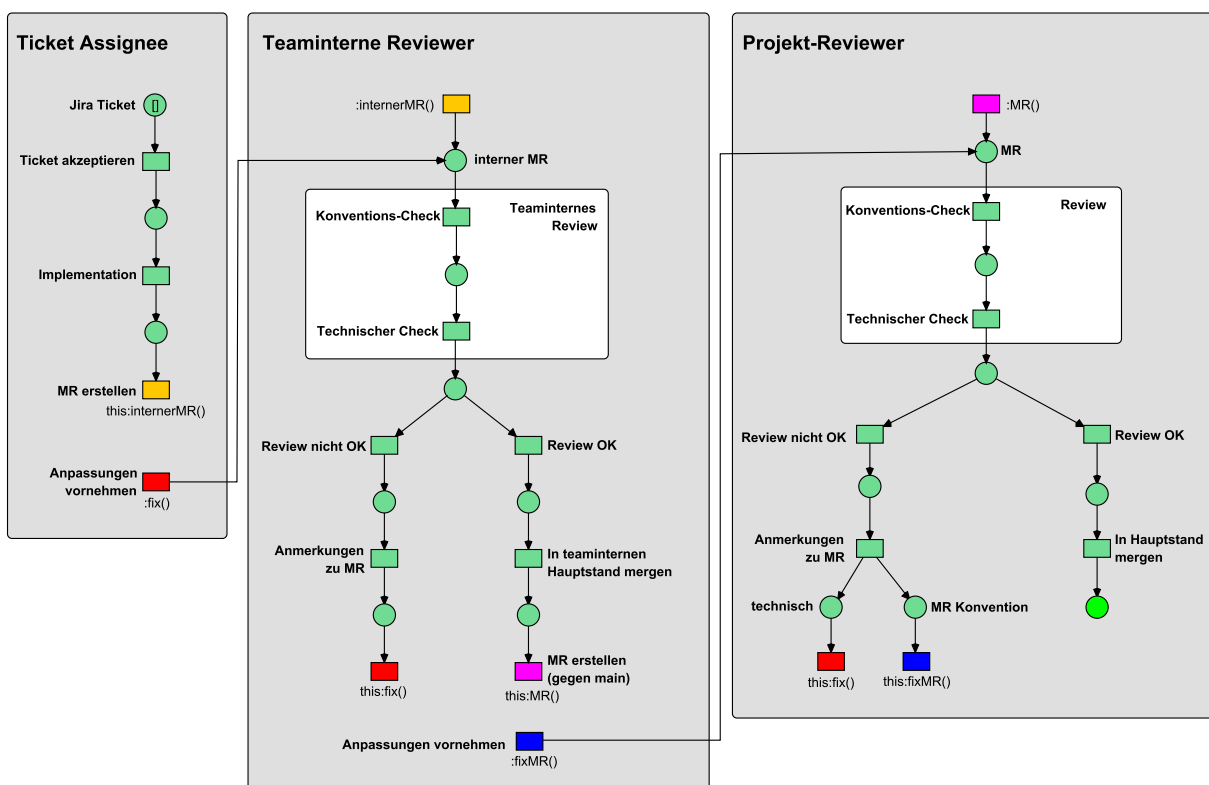 Ticket Assignee
Jira Ticket
[]
Ticket akzeptieren
Implementation
MR erstellen
this:internerMR()
Anpassungen
vornehmen
:fix()
Teaminterne Reviewer
:internerMR()
interner MR
Teaminternes
Review
Konventions-Check
Technischer Check
Review nicht OK
Review OK
Anmerkungen
zu MR
In teaminternen
Hauptstand mergen
this:fix()
MR erstellen
(gegen main)
this:MR()
Anpassungen vornehmen
:fixMR()
Projekt-Reviewer
:MR()
MR
Review
Konventions-Check
Technischer Check
Review nicht OK
Review OK
Anmerkungen
zu MR
In Hauptstand
mergen
technisch
MR Konvention
this:fix()
this:fixMR()